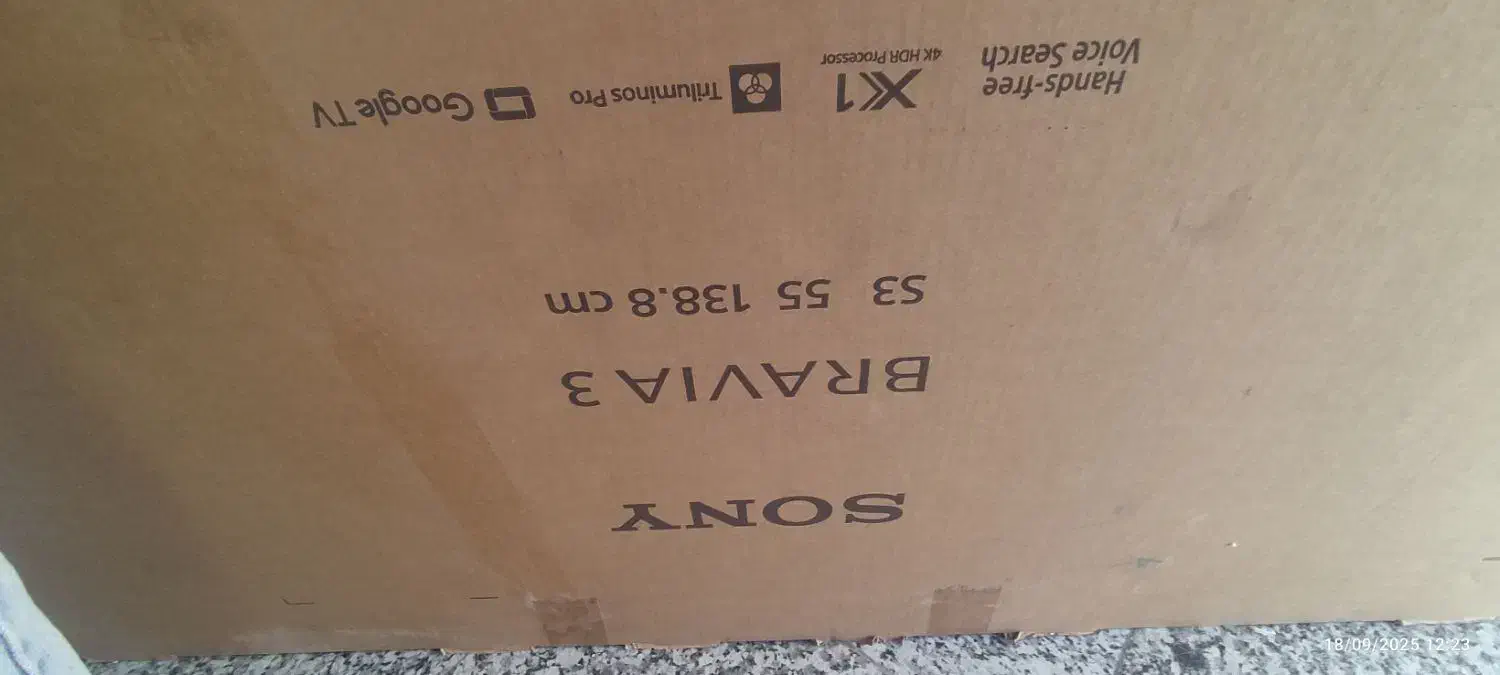 SONY
BRAVIA 3
S3 55 138.8 cm
Hands-free
Voice Search
X1
4K HDR Processor
Triluminos Pro
Google TV
18/09/2025 12:23